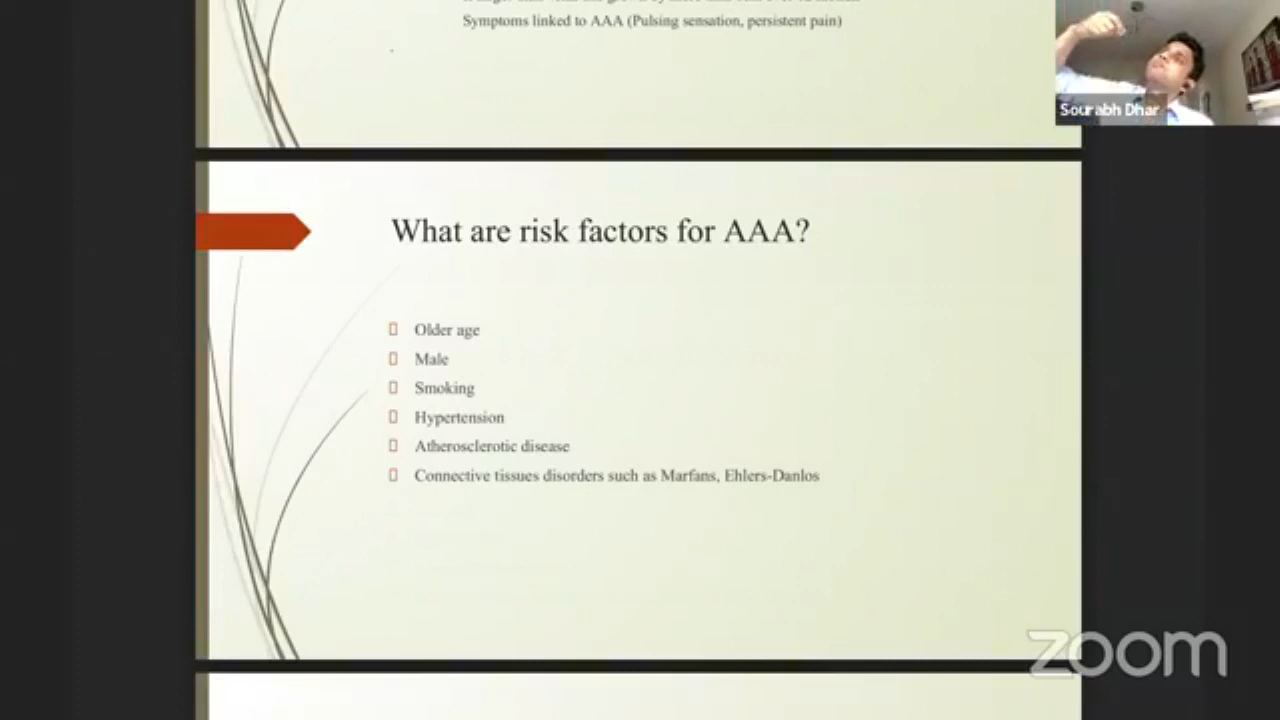 Symptoms linked to AAA (Pulsing sensation, persistent pain)
Sourabh Dhar
What are risk factors for AAA?
Older age
Male
Smoking
Hypertension
Atherosclerotic disease
Connective tissues disorders such as Marfans, Ehlers-Danlos
zoom